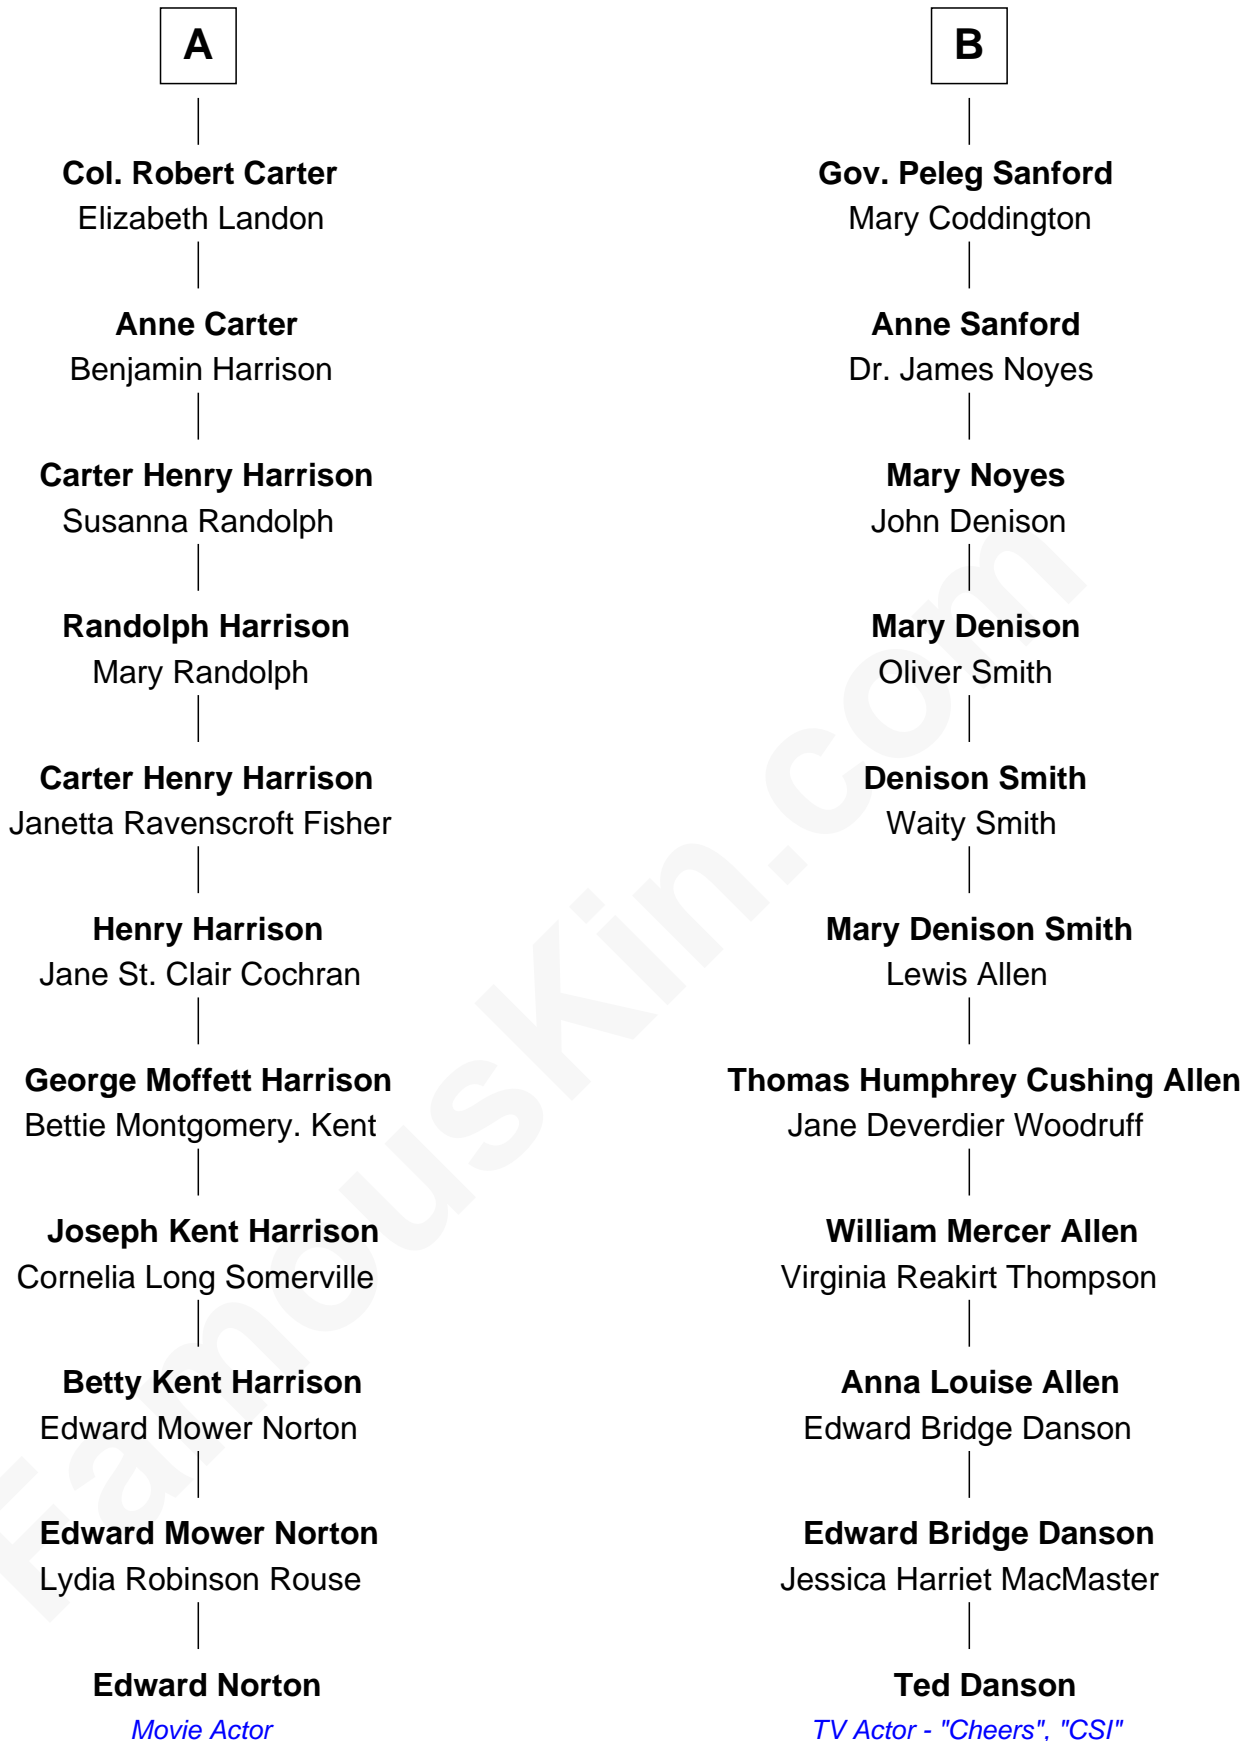 A
Col. Robert Carter
Elizabeth Landon
Anne Carter
Benjamin Harrison
Carter Henry Harrison
Susanna Randolph
Randolph Harrison
Mary Randolph
Carter Henry Harrison
Janetta Ravenscroft Fisher
Henry Harrison
Jane St. Clair Cochran
George Moffett Harrison
Bettie Montgomery. Kent
Joseph Kent Harrison
Cornelia Long Somerville
Betty Kent Harrison
Edward Mower Norton
Edward Mower Norton
Lydia Robinson Rouse
Edward Norton
Movie Actor
B
Gov. Peleg Sanford
Mary Coddington
Anne Sanford
Dr. James Noyes
Mary Noyes
John Denison
Mary Denison
Oliver Smith
Denison Smith
Waity Smith
Mary Denison Smith
Lewis Allen
Thomas Humphrey Cushing Allen
Jane Deverdier Woodruff
William Mercer Allen
Virginia Reakirt Thompson
Anna Louise Allen
Edward Bridge Danson
Edward Bridge Danson
Jessica Harriet MacMaster
Ted Danson
TV Actor - "Cheers", "CSI"
FamousKin.com